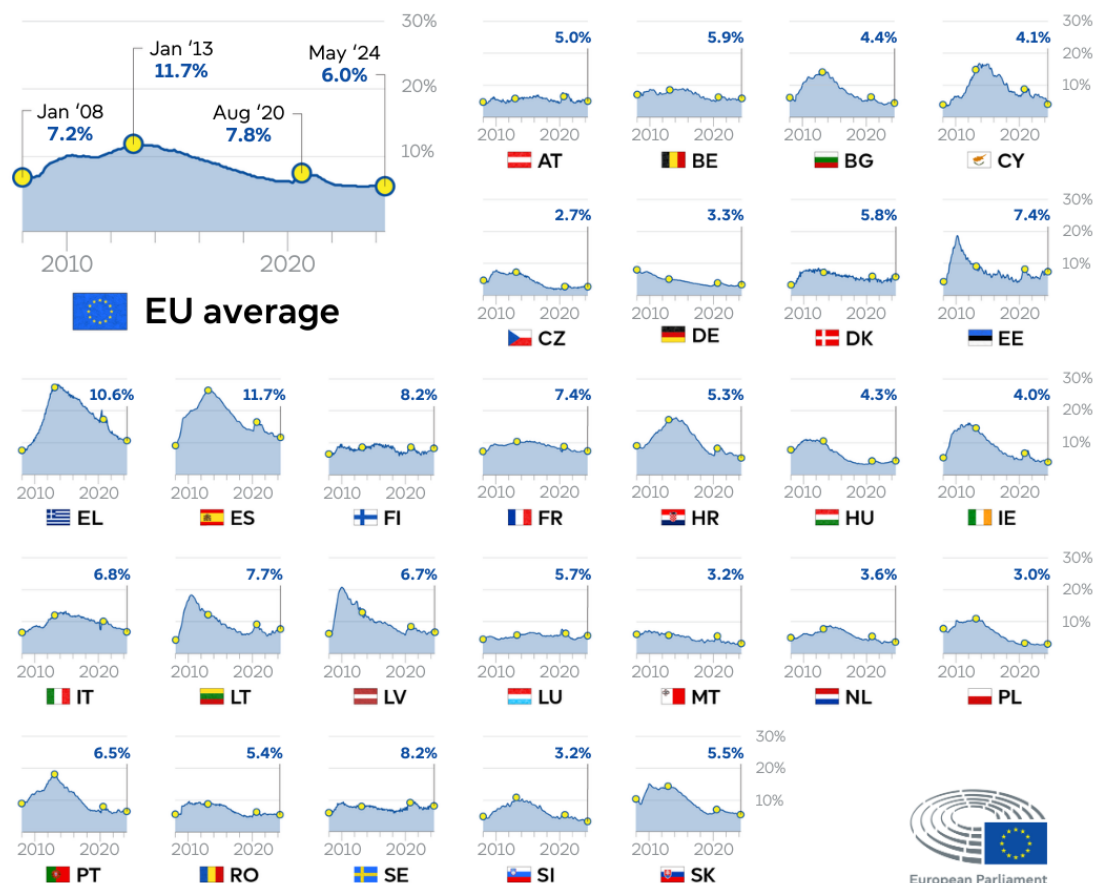 30%
20%
10%
Jan ‘08
7.2%
Jan ‘13
11.7%
Aug ‘20
7.8%
May ‘24
6.0%
2010 2020
EU average
5.0% 5.9% 4.4% 4.1%
30%
20%
10%
2010 2020 2010 2020 2010 2020 2010 2020
AT BE BG CY
2.7% 3.3% 5.8% 7.4%
30%
20%
10%
2010 2020 2010 2020 2010 2020 2010 2020
CZ DE DK EE
10.6% 11.7% 8.2% 7.4% 5.3% 4.3% 4.0%
30%
20%
10%
2010 2020 2010 2020 2010 2020 2010 2020 2010 2020 2010 2020 2010 2020
EL ES FI FR HR HU IE
6.8% 7.7% 6.7% 5.7% 3.2% 3.6% 3.0%
30%
20%
10%
2010 2020 2010 2020 2010 2020 2010 2020 2010 2020 2010 2020 2010 2020
IT LT LV LU MT NL PL
6.5% 5.4% 8.2% 3.2% 5.5%
30%
20%
10%
2010 2020 2010 2020 2010 2020 2010 2020 2010 2020
PT RO SE SI SK
European Parliament